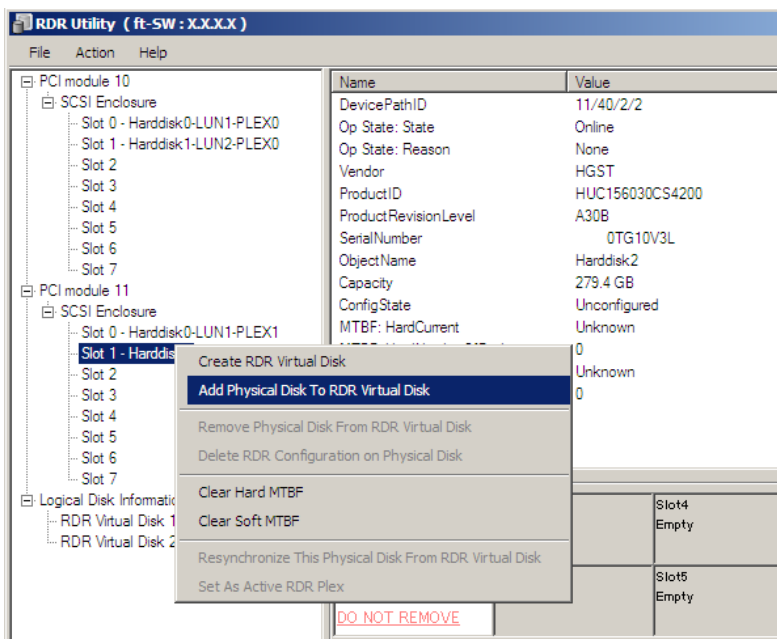 RDR Utility ( ft-SW : X.X.X.X )
File Action Help
PCI module 10
SCSI Enclosure
Slot 0 - Harddisk0-LUN1-PLEX0
Slot 1 - Harddisk1-LUN2-PLEX0
Slot 2
Slot 3
Slot 4
Slot 5
Slot 6
Slot 7
PCI module 11
SCSI Enclosure
Slot 0 - Harddisk0-LUN1-PLEX1
Slot 1 - Harddis
Slot 2
Slot 3
Slot 4
Slot 5
Slot 6
Slot 7
Logical Disk Informatic
RDR Virtual Disk 1
RDR Virtual Disk 2
Name Value
DevicePathID 11/40/2/2
Op State: State Online
Op State: Reason None
Vendor HGST
ProductID HUC156030CS4200
ProductRevisionLevel A30B
SerialNumber 0TG10V3L
ObjectName Harddisk2
Capacity 279.4 GB
ConfigState Unconfigured
MTBF: HardCurrent Unknown
0
Unknown
0
Create RDR Virtual Disk
Add Physical Disk To RDR Virtual Disk
Remove Physical Disk From RDR Virtual Disk
Delete RDR Configuration on Physical Disk
Clear Hard MTBF
Clear Soft MTBF
Resynchronize This Physical Disk From RDR Virtual Disk
Set As Active RDR Plex
Slot4
Empty
Slot5
Empty
DO NOT REMOVE